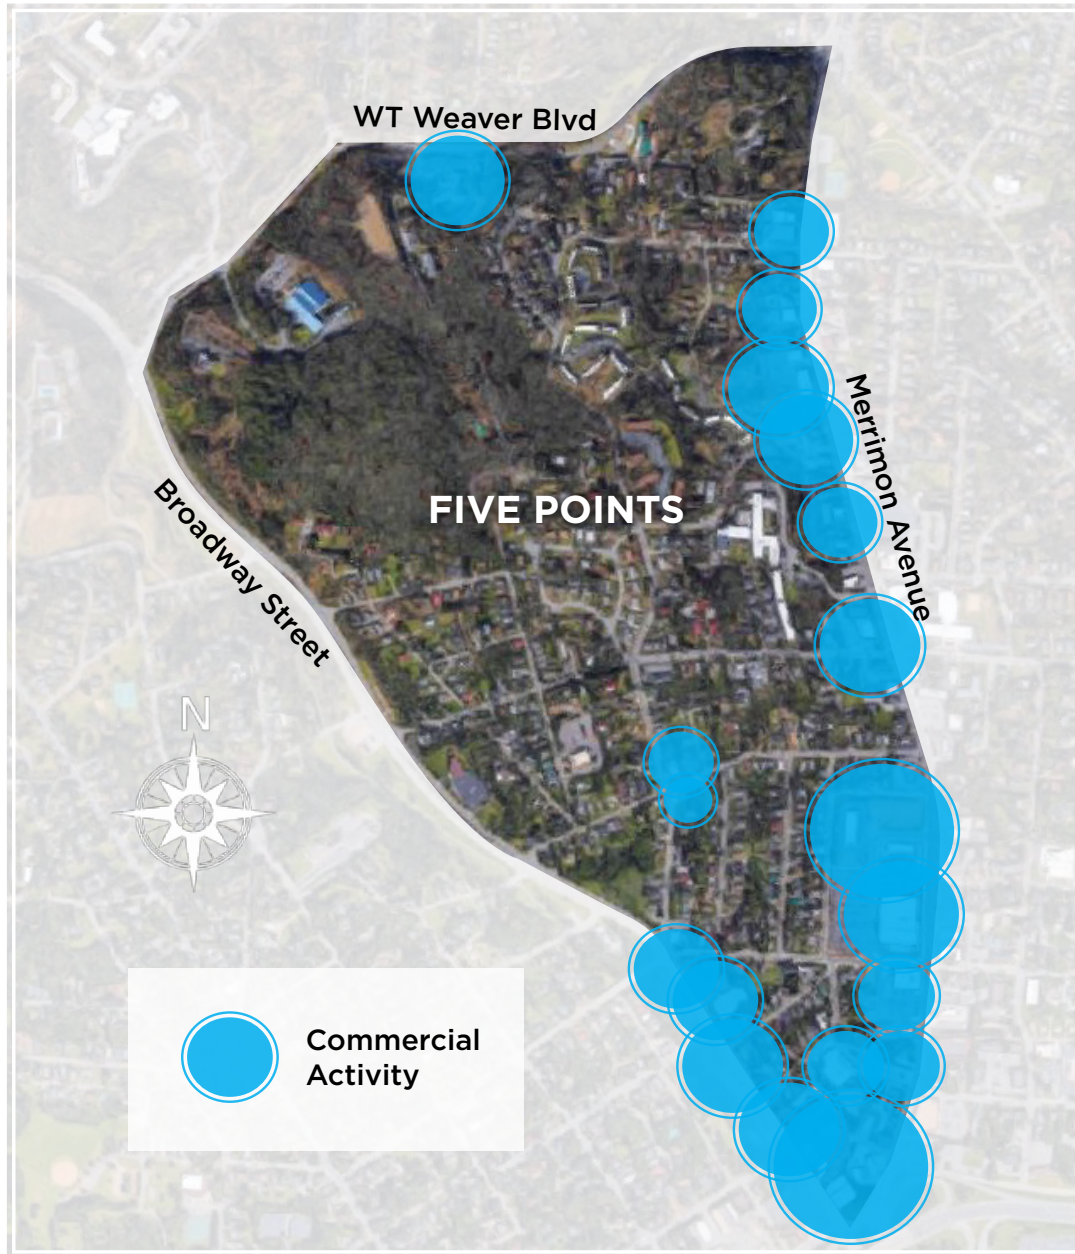 WT Weaver Blvd
Merrimon Avenue
FIVE POINTS
Broadway Street
N
Commercial
Activity